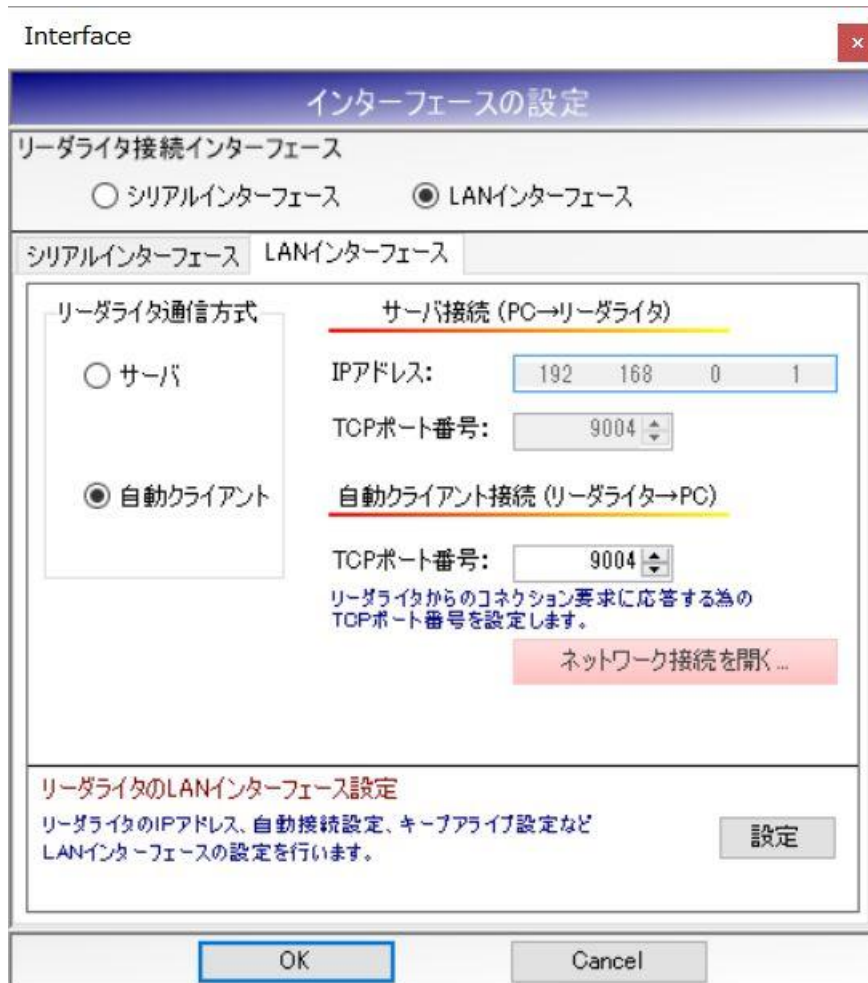 Interface
x
インターフェースの設定
リーダライタ接続インターフェース
シリアルインターフェース LANインターフェース
シリアルインターフェース LANインターフェース
リーダライタ通信方式
サーバ
自動クライアント
サーバ接続 (PC→リーダライタ)
IPアドレス: 192 168 0 1
TCPポート番号: 9004
自動クライアント接続 (リーダライタ→PC)
TCPポート番号: 9004
リーダライタからのコネクション要求に応答する為の
TCPポート番号を設定します。
ネットワーク接続を開く...
リーダライタのLANインターフェース設定
リーダライタのIPアドレス、自動接続設定、キープアライブ設定など
LANインターフェースの設定を行います。
設定
OK Cancel